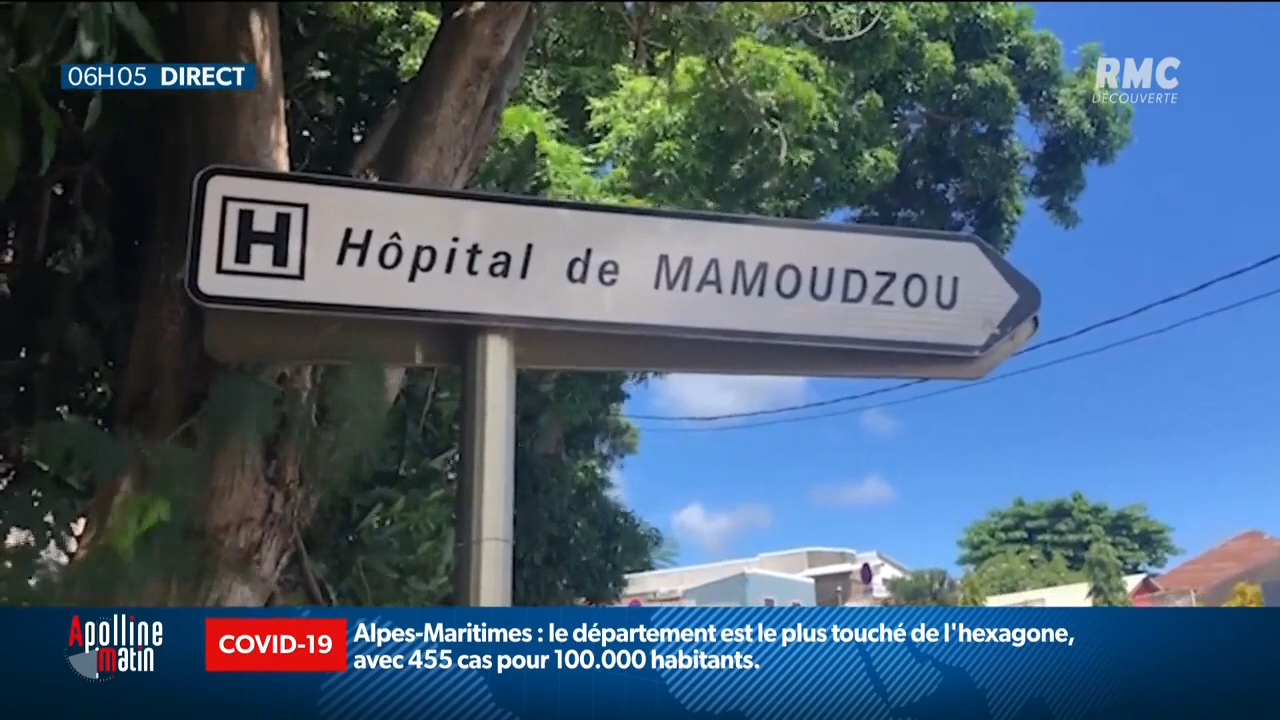 06H05 DIRECT
RMC
DÉCOUVERTE
H Hôpital de MAMOUDZOU
Apolline
Matin
COVID-19
Alpes-Maritimes : le département est le plus touché de l'hexagone,
avec 455 cas pour 100.000 habitants.